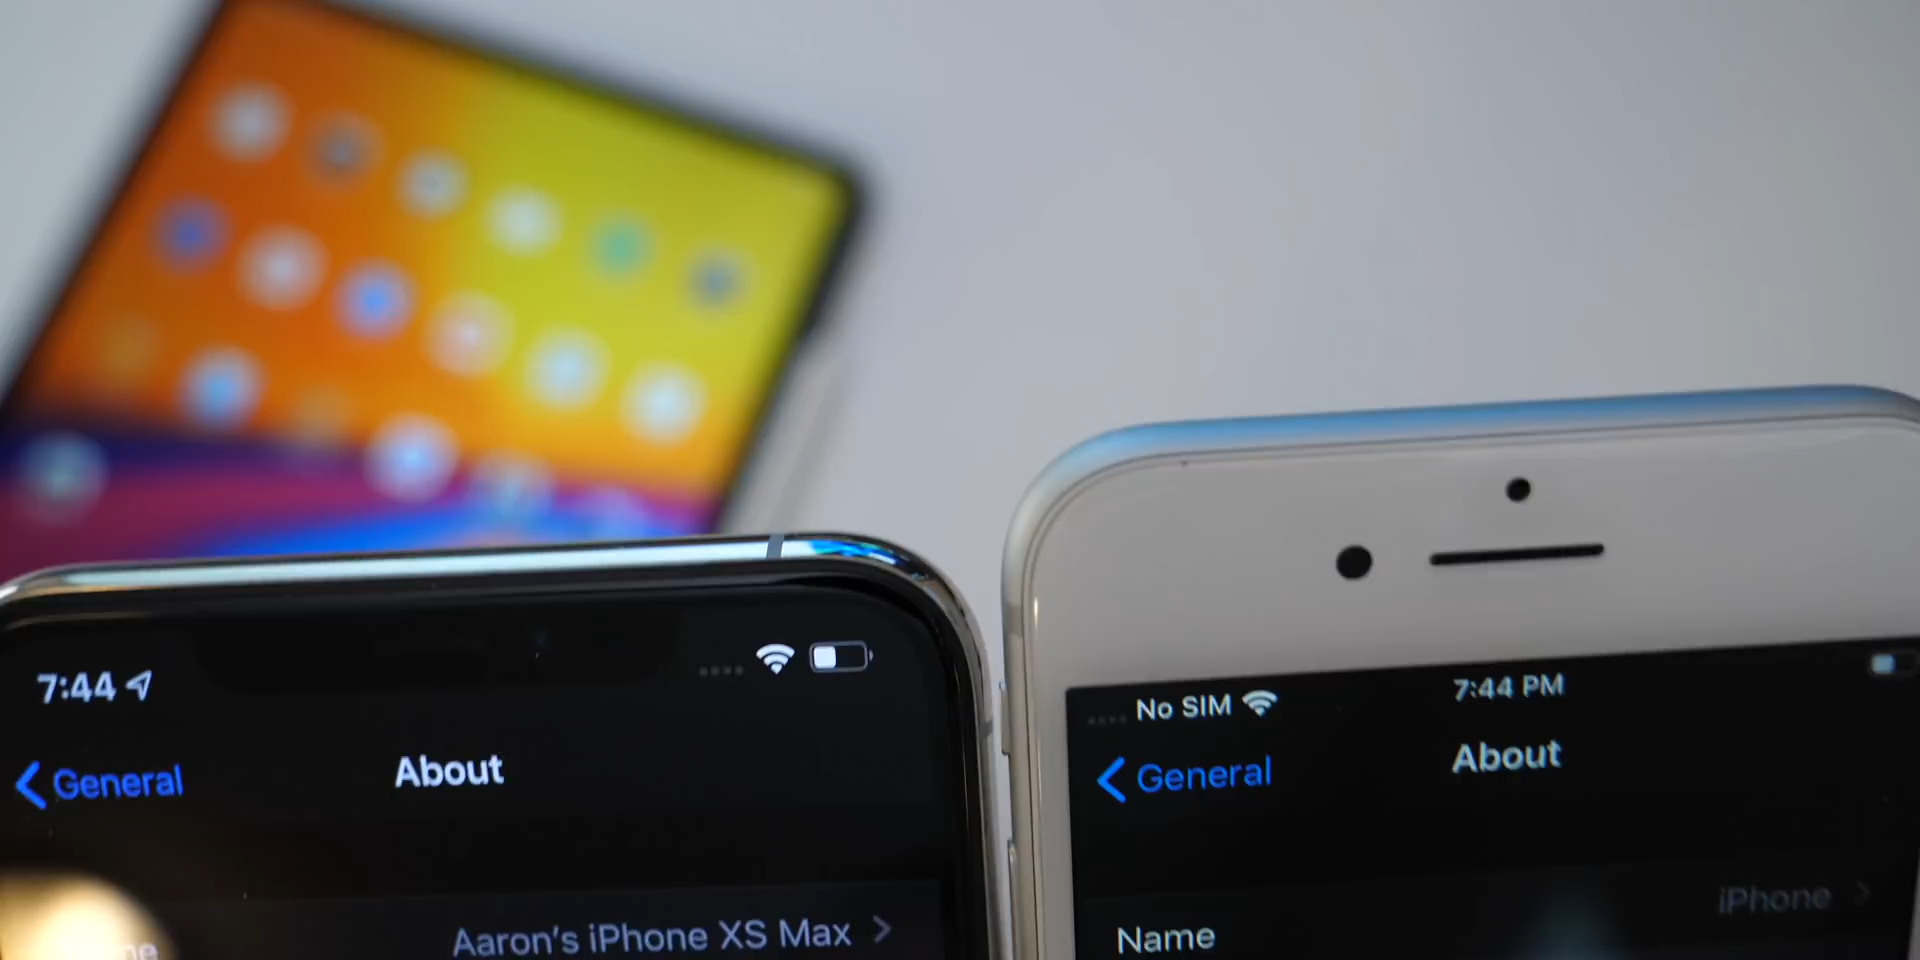 7:44
General
About
Aaron's iPhone XS Max
No SIM
7:44 PM
General
About
Name
iPhone